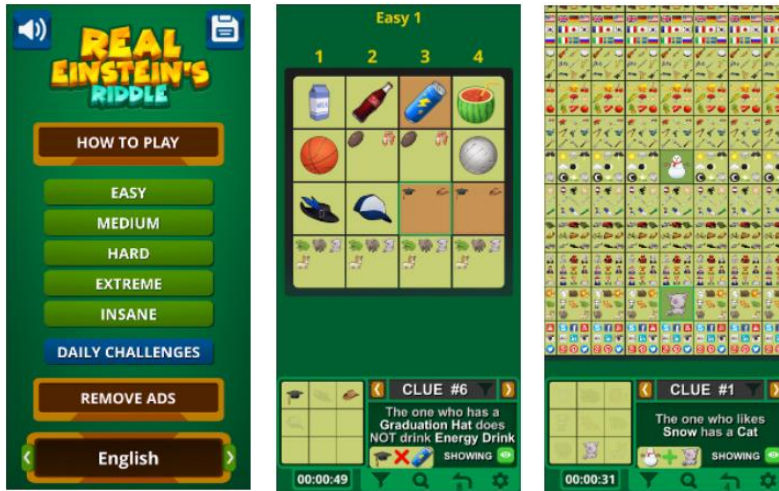 REAL
EINSTEIN'S
RIDDLE
HOW TO PLAY
EASY
MEDIUM
HARD
EXTREME
INSANE
DAILY CHALLENGES
REMOVE ADS
English
Easy 1
1 2 3 4
CLUE #6
The one who has a
Graduation Hat does
NOT drink Energy Drink
SHOWING
00:00:49
CLUE #1
The one who likes
Snow has a Cat
SHOWING
00:00:31